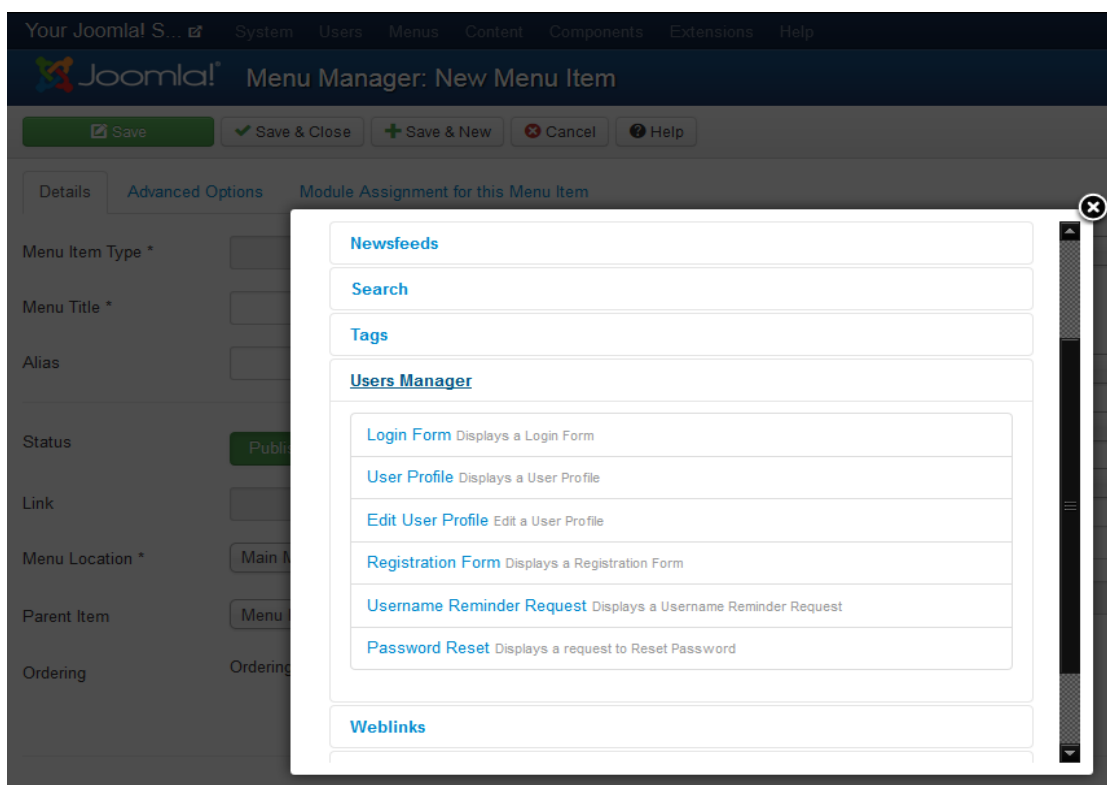 Your Joomla! S... System Users Menus Content Components Extensions Help
Joomla!® Menu Manager: New Menu Item
Save Save & Close Save & New Cancel Help
Details Advanced Options Module Assignment for this Menu Item
Newsfeeds
Menu Item Type *
Search
Menu Title *
Tags
Alias
Users Manager
Login Form Displays a Login Form
Status
User Profile Displays a User Profile
Link
Edit User Profile Edit a User Profile
Menu Location * Main
Registration Form Displays a Registration Form
Username Reminder Request Displays a Username Reminder Request
Parent Item Menu
Password Reset Displays a request to Reset Password
Ordering Ordering
Weblinks